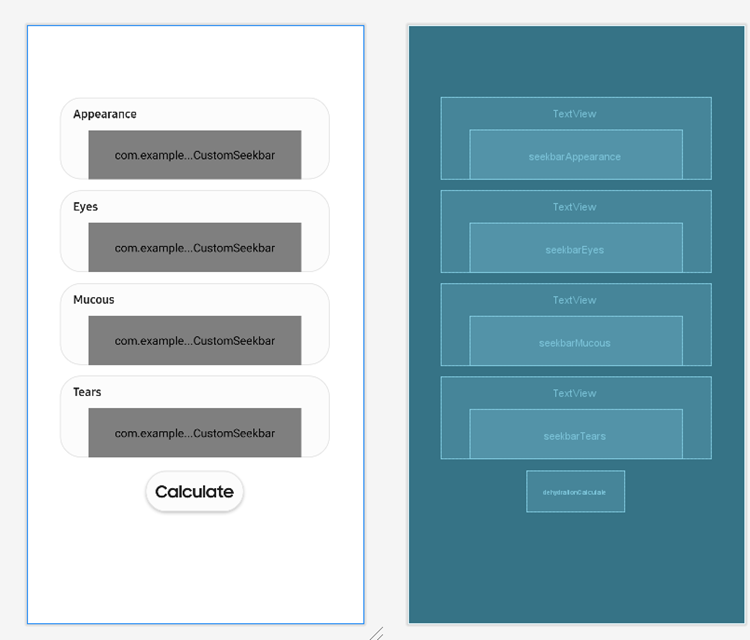 Appearance
com.example...CustomSeekbar
Eyes
com.example...CustomSeekbar
Mucous
com.example...CustomSeekbar
Tears
com.example...CustomSeekbar
Calculate
TextView
seekbarAppearance
TextView
seekbarEyes
TextView
seekbarMucous
TextView
seekbarTears
dehydrationCalculate